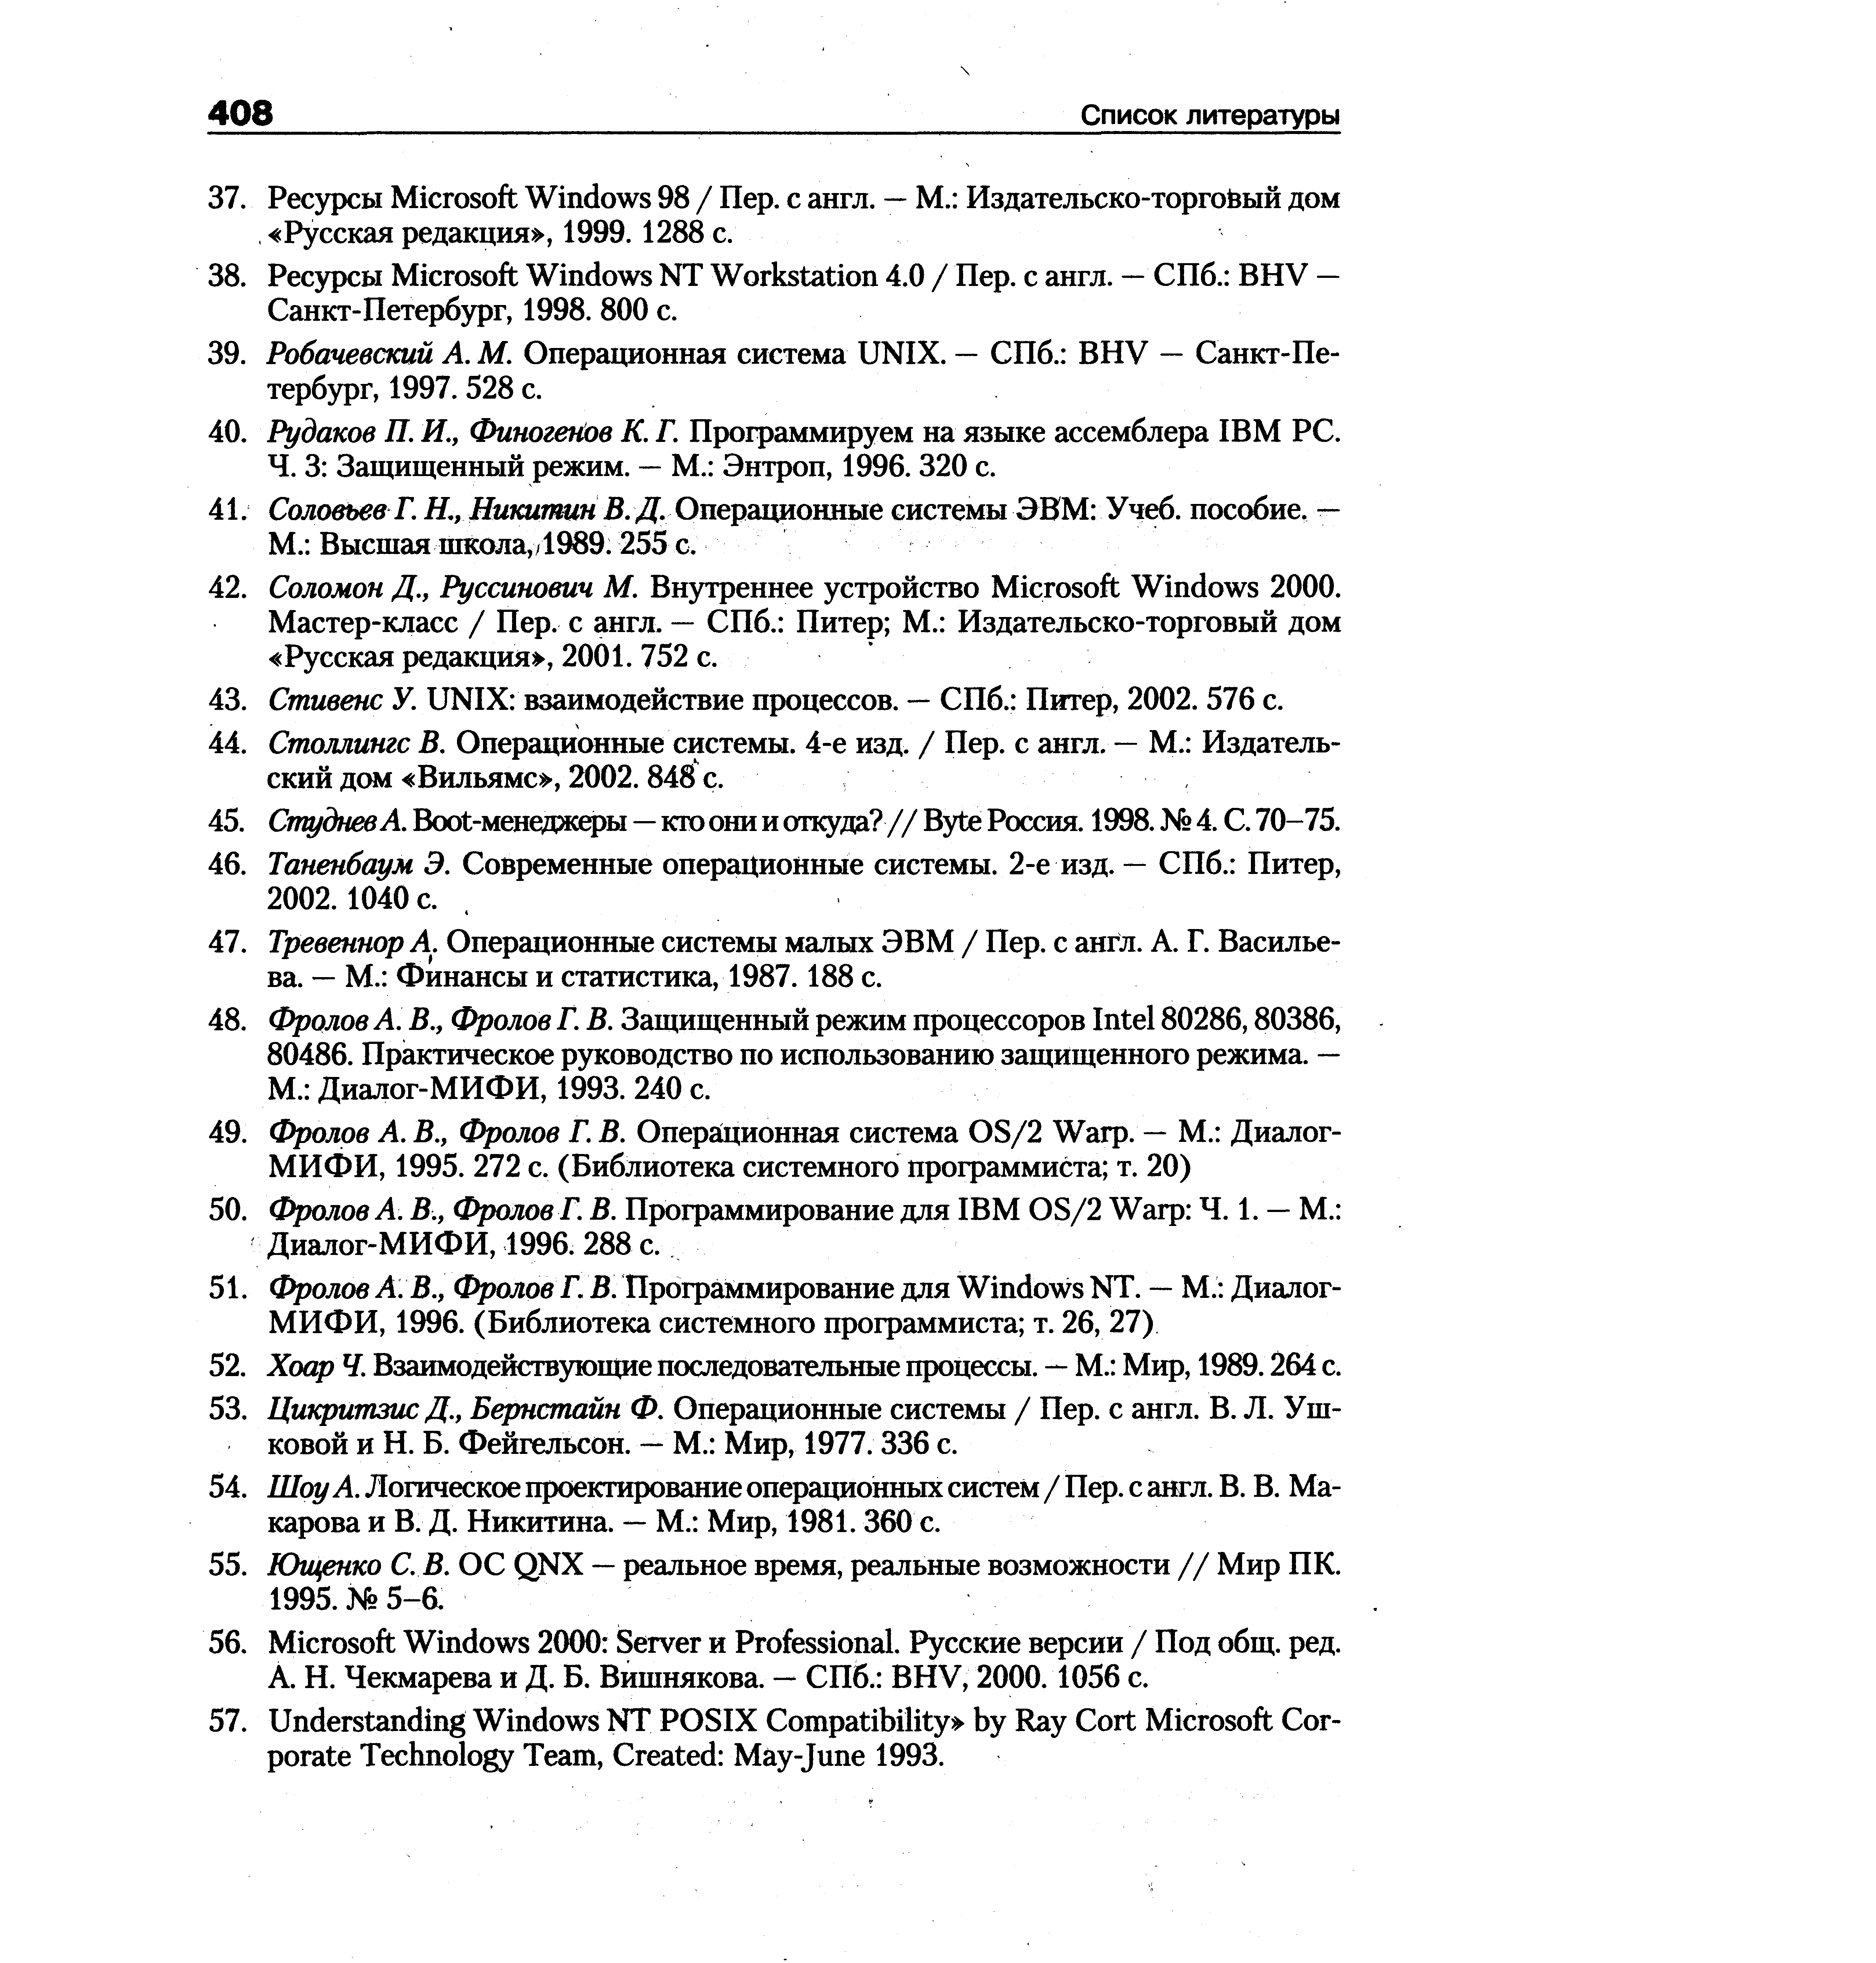 408 Список литературы
37. Ресурсы Microsoft Windows 98 / Пер. с англ. — М.: Издательско-торговый дом
«Русская редакция», 1999. 1288 с.
38. Ресурсы Microsoft Windows NT Workstation 4.0 / Пер. с англ. — СПб.: BHV —
Санкт-Петербург, 1998. 800 с.
39. Робачевский А. М. Операционная система UNIX. — СПб.: BHV — Санкт-Пе-
тербург, 1997. 528 с.
40. Рудаков П. И., Финогенов К. Г. Программируем на языке ассемблера IBM PC.
Ч. 3: Защищенный режим. — М.: Энтроп, 1996. 320 с.
41. Соловьев Г. Н., Никитин В. Д. Операционные системы ЭВМ: Учеб. пособие. —
М.: Высшая школа, 1989. 255 с.
42. Соломон Д., Руссинович М. Внутреннее устройство Microsoft Windows 2000.
Мастер-класс / Пер. с англ. — СПб.: Питер; М.: Издательско-торговый дом
«Русская редакция», 2001. 752 с.
43. Стивенс У. UNIX: взаимодействие процессов. — СПб.: Питер, 2002. 576 с.
44. Столлингс В. Операционные системы. 4-е изд. / Пер. с англ. — М.: Издатель-
ский дом «Вильямс», 2002. 848 с.
45. Студнев А. Boot-менеджеры — кто они и откуда? // Byte Россия. 1998. № 4. С. 70–75.
46. Таненбаум Э. Современные операционные системы. 2-е изд. — СПб.: Питер,
2002. 1040 с.
47. Тревеннор А. Операционные системы малых ЭВМ / Пер. с англ. А. Г. Василье-
ва. — М.: Финансы и статистика, 1987. 188 с.
48. Фролов А. В., Фролов Г. В. Защищенный режим процессоров Intel 80286, 80386,
80486. Практическое руководство по использованию защищенного режима. —
М.: Диалог-МИФИ, 1993. 240 с.
49. Фролов А. В., Фролов Г. В. Операционная система OS/2 Warp. — М.: Диалог-
МИФИ, 1995. 272 с. (Библиотека системного программиста; т. 20)
50. Фролов А. В., Фролов Г. В. Программирование для IBM OS/2 Warp: Ч. 1. — М.:
Диалог-МИФИ, 1996. 288 с.
51. Фролов А. В., Фролов Г. В. Программирование для Windows NT. — М.: Диалог-
МИФИ, 1996. (Библиотека системного программиста; т. 26, 27)
52. Хоар Ч. Взаимодействующие последовательные процессы. — М.: Мир, 1989. 264 с.
53. Цикритзис Д., Бернстайн Ф. Операционные системы / Пер. с англ. В. Л. Уш-
ковой и Н. Б. Фейгельсон. — М.: Мир, 1977. 336 с.
54. Шоу А. Логическое проектирование операционных систем / Пер. с англ. В. В. Ма-
карова и В. Д. Никитина. — М.: Мир, 1981. 360 с.
55. Ющенко С. В. ОС QNX — реальное время, реальные возможности // Мир ПК.
1995. № 5–6.
56. Microsoft Windows 2000: Server и Professional. Русские версии / Под общ. ред.
А. Н. Чекмарева и Д. Б. Вишнякова. — СПб.: BHV, 2000. 1056 с.
57. Understanding Windows NT POSIX Compatibility» by Ray Cort Microsoft Cor-
porate Technology Team, Created: May-June 1993.